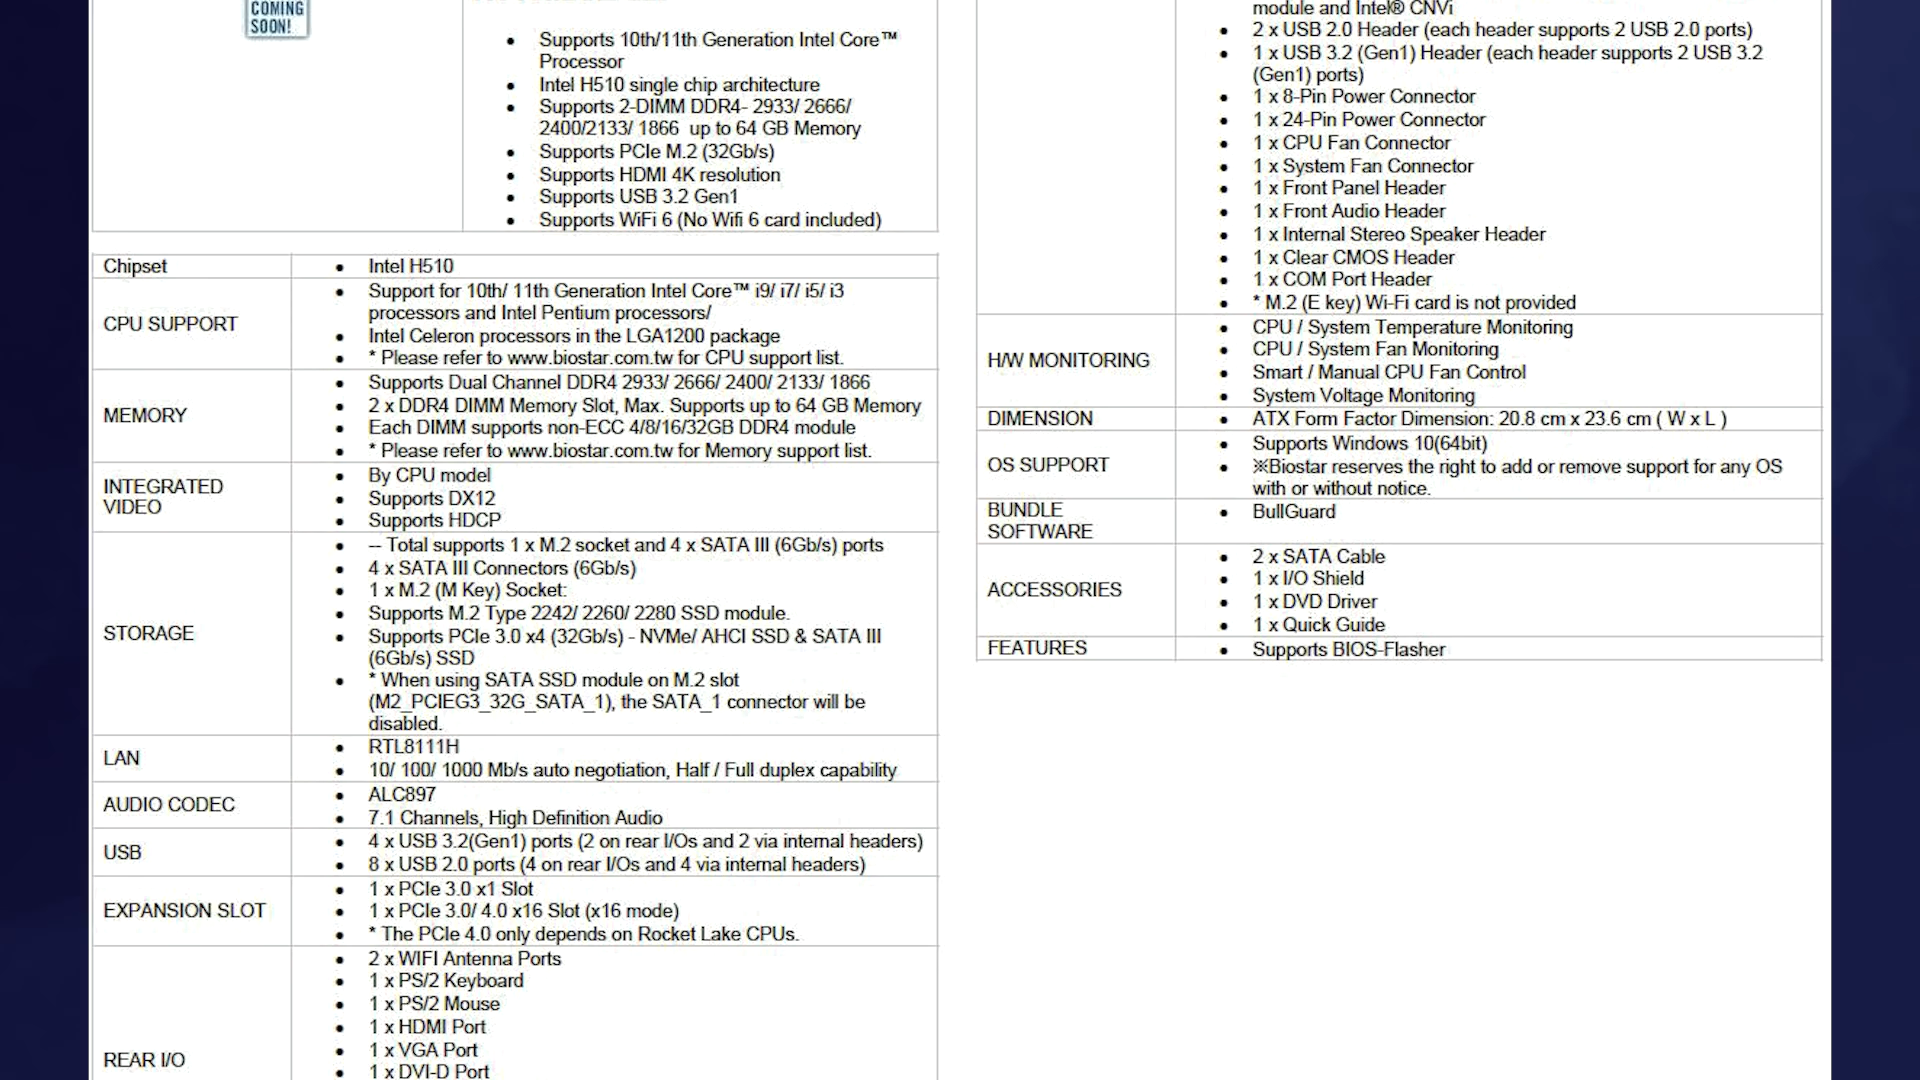 COMING
SOON!
Supports 10th/11th Generation Intel Core™
Processor
Intel H510 single chip architecture
Supports 2-DIMM DDR4- 2933/ 2666/
2400/2133/ 1866 up to 64 GB Memory
Supports PCIe M.2 (32Gb/s)
Supports HDMI 4K resolution
Supports USB 3.2 Gen1
Supports WiFi 6 (No Wifi 6 card included)
Chipset
Intel H510
CPU SUPPORT
Support for 10th/ 11th Generation Intel Core™ i9/ i7/ i5/ i3
processors and Intel Pentium processors/
Intel Celeron processors in the LGA1200 package
* Please refer to www.biostar.com.tw for CPU support list.
MEMORY
Supports Dual Channel DDR4 2933/ 2666/ 2400/ 2133/ 1866
2 x DDR4 DIMM Memory Slot, Max. Supports up to 64 GB Memory
Each DIMM supports non-ECC 4/8/16/32GB DDR4 module
* Please refer to www.biostar.com.tw for Memory support list.
INTEGRATED
VIDEO
By CPU model
Supports DX12
Supports HDCP
STORAGE
-- Total supports 1 x M.2 socket and 4 x SATA III (6Gb/s) ports
4 x SATA III Connectors (6Gb/s)
1 x M.2 (M Key) Socket:
Supports M.2 Type 2242/ 2260/ 2280 SSD module.
Supports PCIe 3.0 x4 (32Gb/s) - NVMe/ AHCI SSD & SATA III
(6Gb/s) SSD
* When using SATA SSD module on M.2 slot
(M2_PCIEG3_32G_SATA_1), the SATA_1 connector will be
disabled.
LAN
RTL8111H
10/ 100/ 1000 Mb/s auto negotiation, Half / Full duplex capability
AUDIO CODEC
ALC897
7.1 Channels, High Definition Audio
USB
4 x USB 3.2(Gen1) ports (2 on rear I/Os and 2 via internal headers)
8 x USB 2.0 ports (4 on rear I/Os and 4 via internal headers)
EXPANSION SLOT
1 x PCIe 3.0 x1 Slot
1 x PCIe 3.0/ 4.0 x16 Slot (x16 mode)
* The PCIe 4.0 only depends on Rocket Lake CPUs.
REAR I/O
2 x WIFI Antenna Ports
1 x PS/2 Keyboard
1 x PS/2 Mouse
1 x HDMI Port
1 x VGA Port
1 x DVI-D Port
module and Intel® CNVi
2 x USB 2.0 Header (each header supports 2 USB 2.0 ports)
1 x USB 3.2 (Gen1) Header (each header supports 2 USB 3.2
(Gen1) ports)
1 x 8-Pin Power Connector
1 x 24-Pin Power Connector
1 x CPU Fan Connector
1 x System Fan Connector
1 x Front Panel Header
1 x Front Audio Header
1 x Internal Stereo Speaker Header
1 x Clear CMOS Header
1 x COM Port Header
* M.2 (E key) Wi-Fi card is not provided
H/W MONITORING
CPU / System Temperature Monitoring
CPU / System Fan Monitoring
Smart / Manual CPU Fan Control
System Voltage Monitoring
DIMENSION
ATX Form Factor Dimension: 20.8 cm x 23.6 cm ( W x L )
OS SUPPORT
Supports Windows 10(64bit)
※Biostar reserves the right to add or remove support for any OS
with or without notice.
BUNDLE
SOFTWARE
BullGuard
ACCESSORIES
2 x SATA Cable
1 x I/O Shield
1 x DVD Driver
1 x Quick Guide
FEATURES
Supports BIOS-Flasher